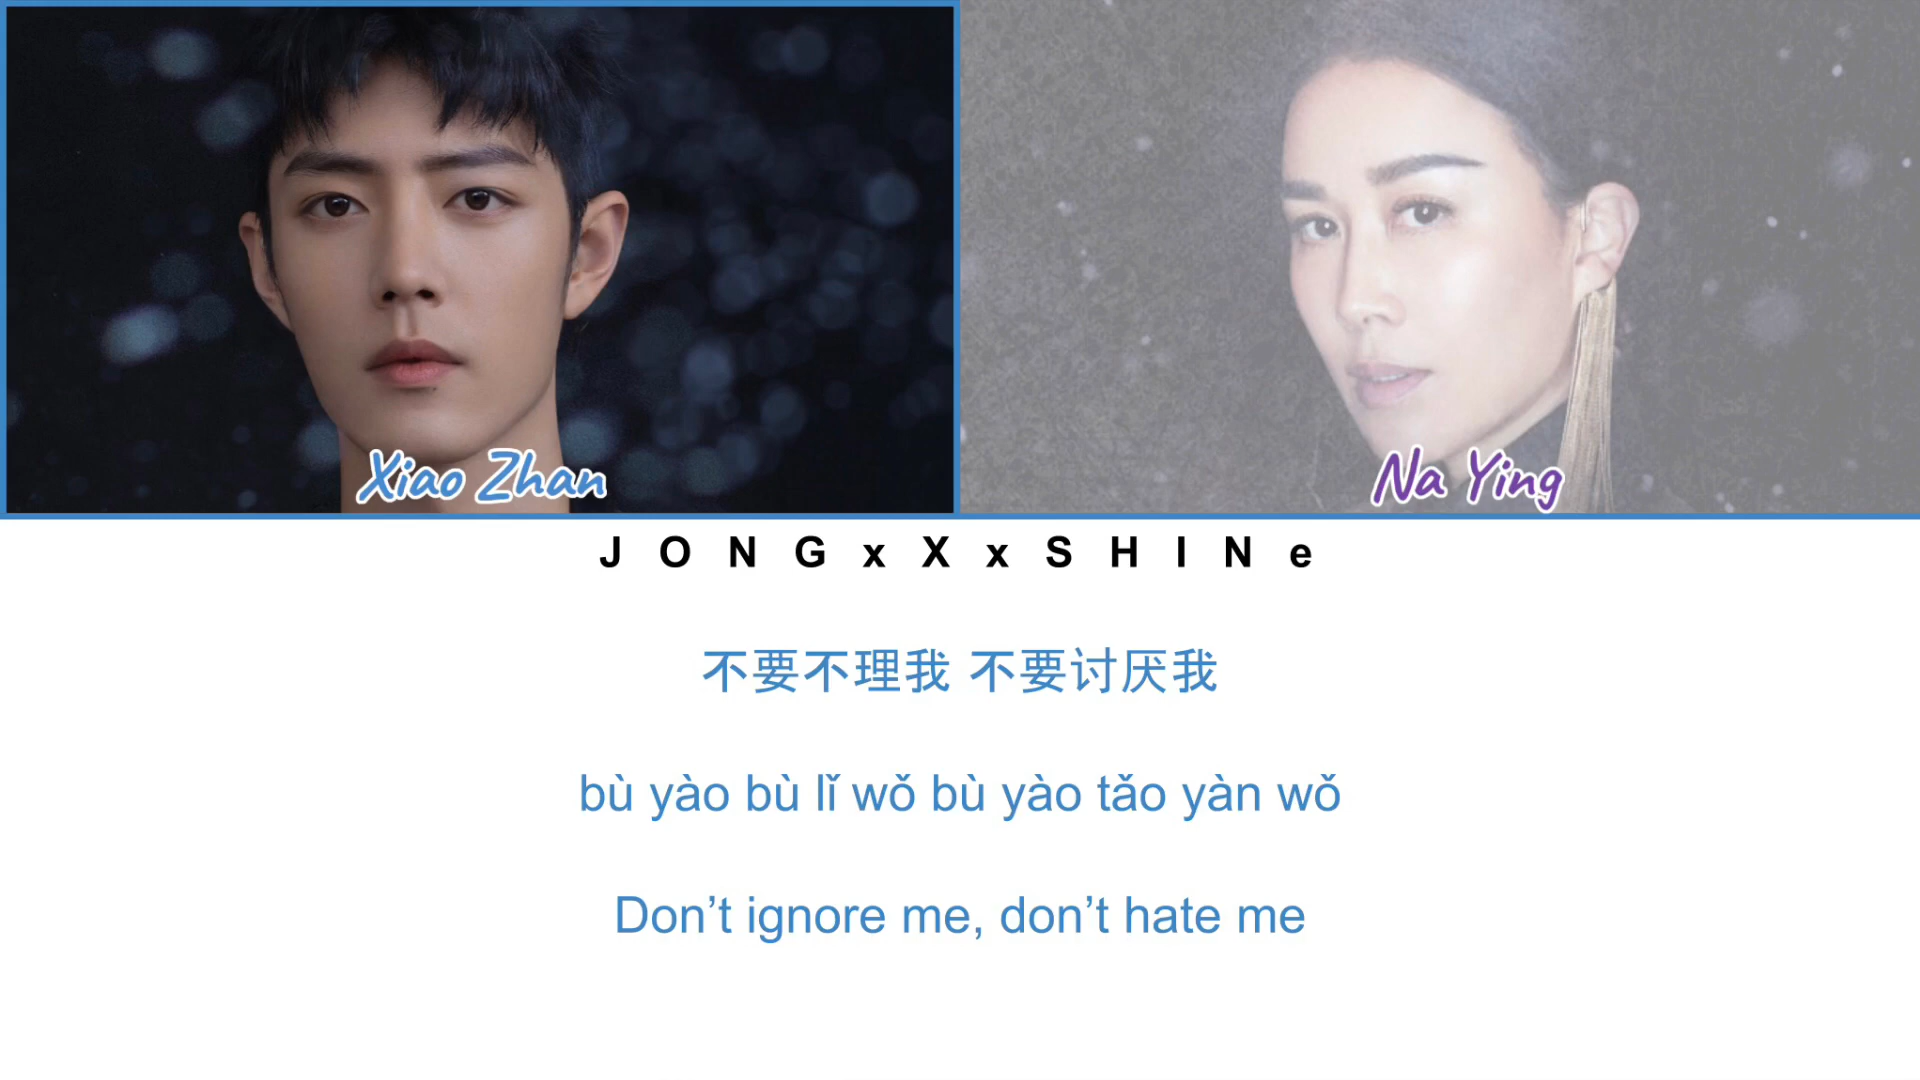 Xiao Zhan
Na Ying
J O N G x X x S H I N e
不要不理我 不要讨厌我
bù yào bù lǐ wǒ bù yào tǎo yàn wǒ
Don’t ignore me, don’t hate me